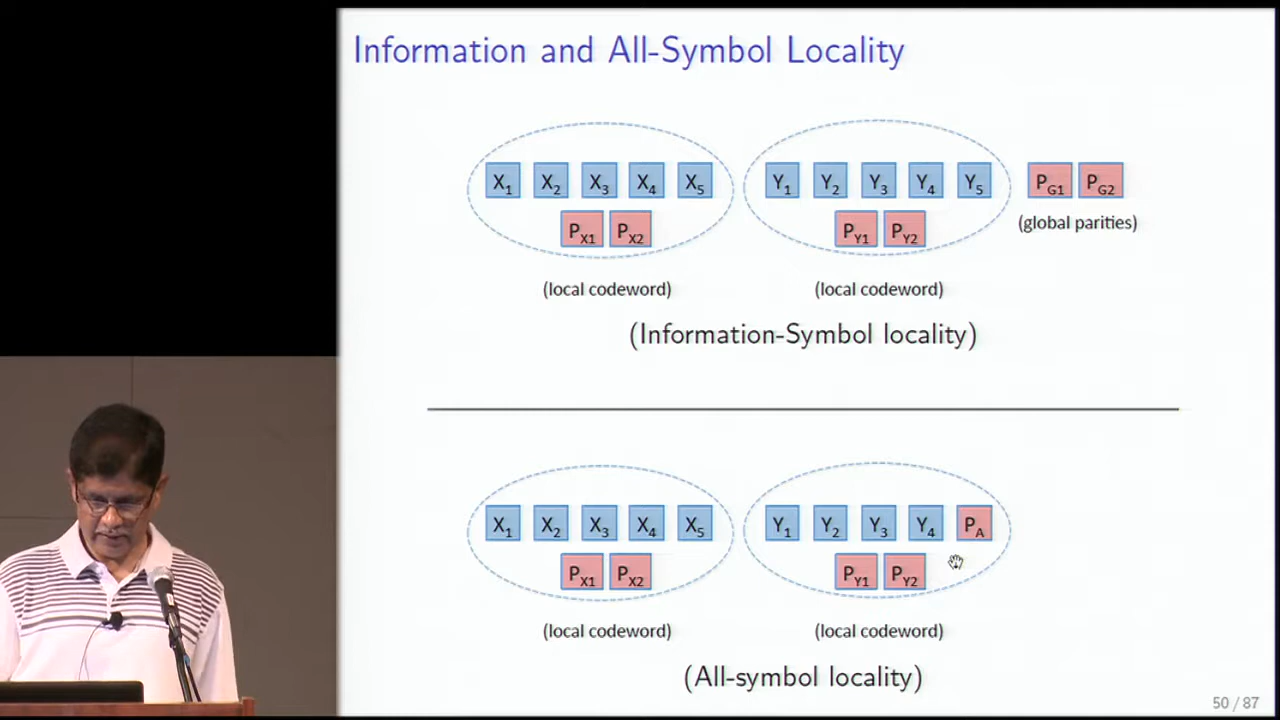 Information and All-Symbol Locality
X1 X2 X3 X4 X5 Y1 Y2 Y3 Y4 Y5 PG1 PG2
PX1 PX2 PY1 PY2 (global parities)
(local codeword) (local codeword)
(Information-Symbol locality)
X1 X2 X3 X4 X5 Y1 Y2 Y3 Y4 PA
PX1 PX2 PY1 PY2
(local codeword) (local codeword)
(All-symbol locality)
50 / 87